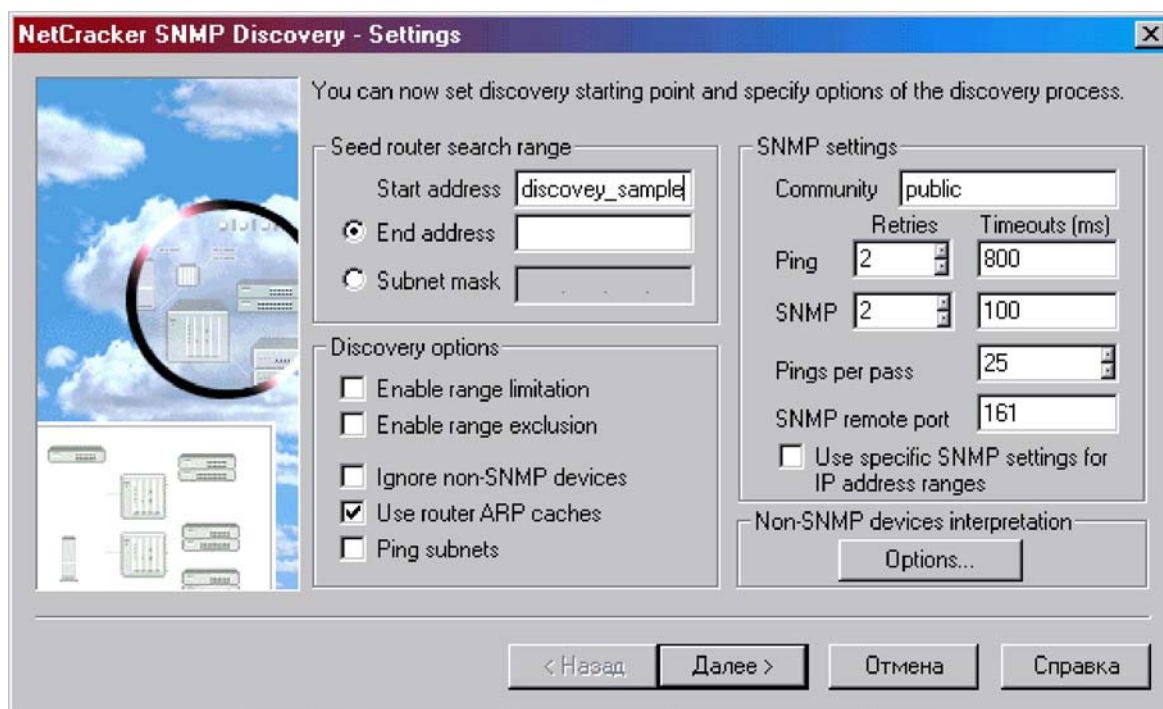 NetCracker SNMP Discovery - Settings
You can now set discovery starting point and specify options of the discovery process.
Seed router search range
Start address discovey_sample
End address
Subnet mask . . .
Discovery options
Enable range limitation
Enable range exclusion
Ignore non-SNMP devices
Use router ARP caches
Ping subnets
SNMP settings
Community public
Retries Timeouts (ms)
Ping 2 800
SNMP 2 100
Pings per pass 25
SNMP remote port 161
Use specific SNMP settings for
IP address ranges
Non-SNMP devices interpretation
Options...
< Назад Далее > Отмена Справка